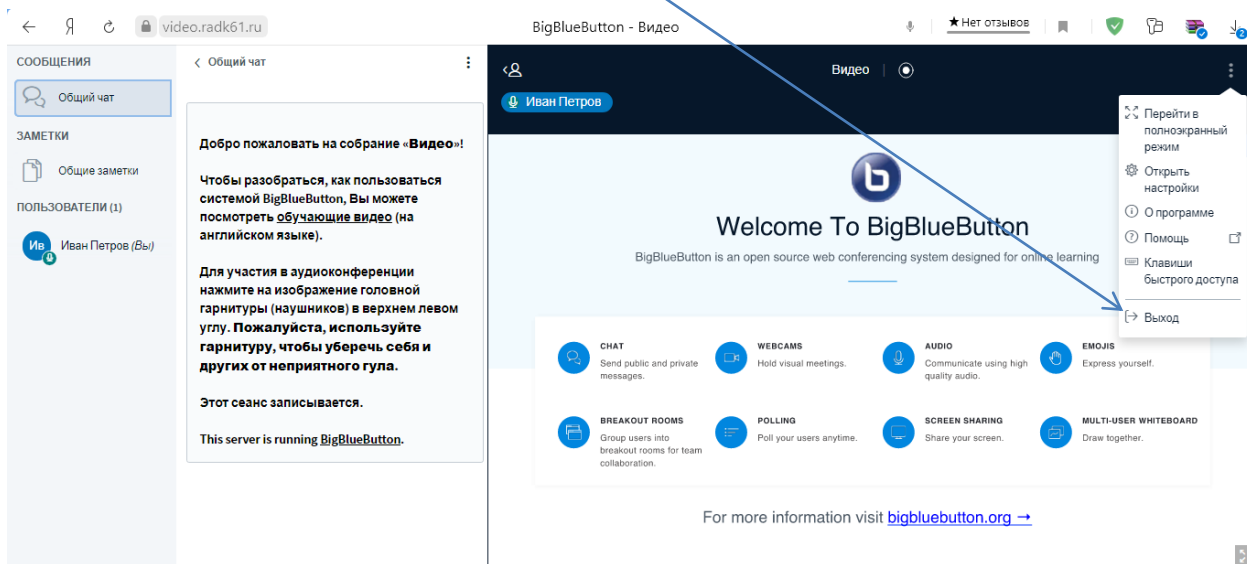 Я
video.radk61.ru
BigBlueButton - Видео
★Нет отзывов
2
СООБЩЕНИЯ
Общий чат
ЗАМЕТКИ
Общие заметки
ПОЛЬЗОВАТЕЛИ (1)
Ив
Иван Петров (Вы)
Общий чат
Добро пожаловать на собрание «Видео»!
Чтобы разобраться, как пользоваться
системой BigBlueButton, Вы можете
посмотреть обучающие видео (на
английском языке).
Для участия в аудиоконференции
нажмите на изображение головной
гарнитуры (наушников) в верхнем левом
углу. Пожалуйста, используйте
гарнитуру, чтобы уберечь себя и
других от неприятного гула.
Этот сеанс записывается.
This server is running BigBlueButton.
Видео
Иван Петров
b
Welcome To BigBlueButton
BigBlueButton is an open source web conferencing system designed for online learning
CHAT
Send public and private
messages.
WEBCAMS
Hold visual meetings.
AUDIO
Communicate using high
quality audio.
EMOJIS
Express yourself.
BREAKOUT ROOMS
Group users into
breakout rooms for team
collaboration.
POLLING
Poll your users anytime.
SCREEN SHARING
Share your screen.
MULTI-USER WHITEBOARD
Draw together.
For more information visit bigbluebutton.org →
Перейти в
полноэкранный
режим
Открыть
настройки
О программе
Помощь
Клавиши
быстрого доступа
Выход